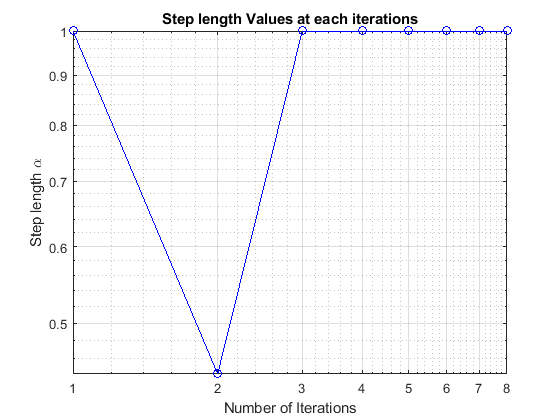 Step length Values at each iterations
1
0.9
0.8
0.7
0.6
0.5
Step length α
1 2 3 4 5 6 7 8
Number of Iterations